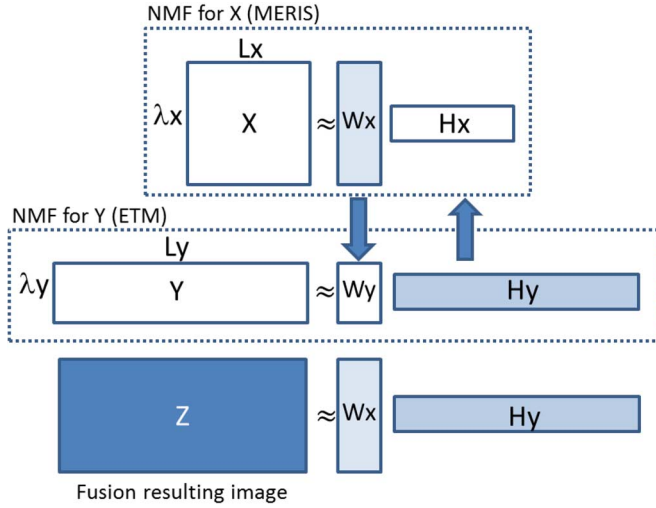 NMF for X (MERIS)
Lx
λx X ≈ Wx Hx
NMF for Y (ETM)
Ly
λy Y ≈ Wy Hy
Z ≈ Wx Hy
Fusion resulting image